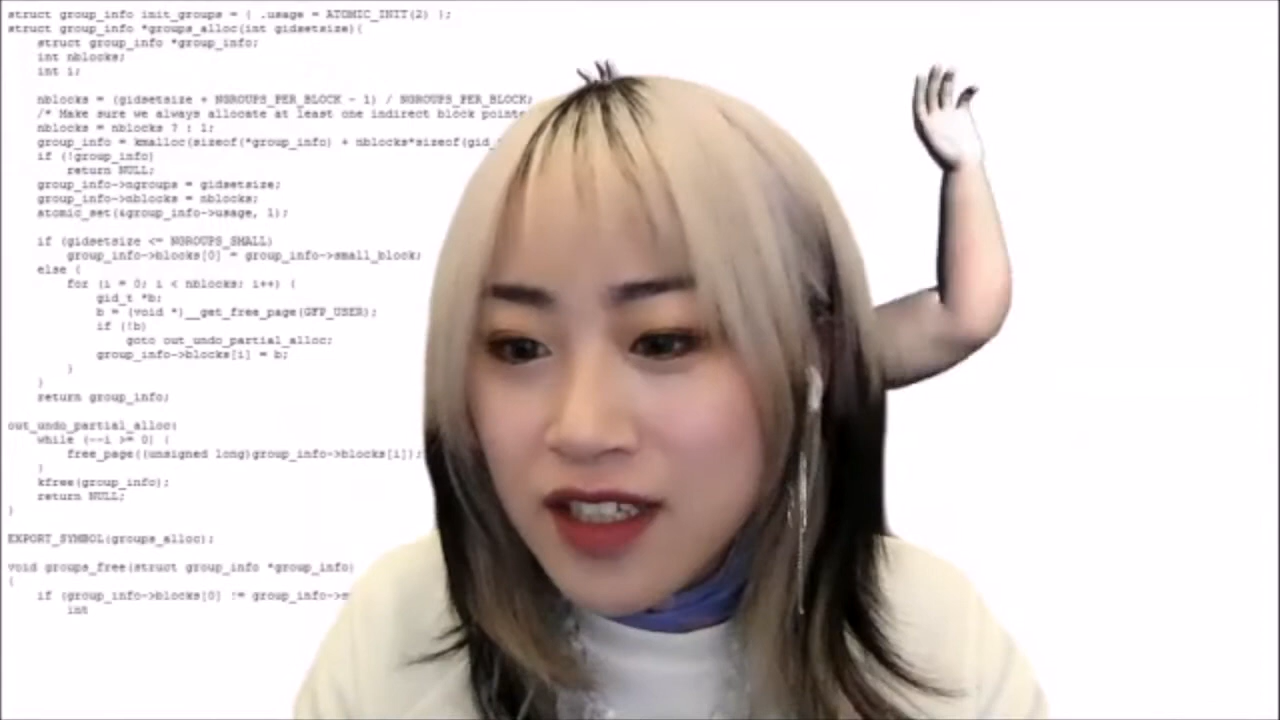 struct group_info init_groups = { .usage = ATOMIC_INIT(2) };
struct group_info *groups_alloc(int gidsetsize){
struct group_info *group_info;
int nblocks;
int i;
nblocks = (gidsetsize + NGROUPS_PER_BLOCK - 1) / NGROUPS_PER_BLOCK;
/* Make sure we always allocate at least one indirect block pointe
nblocks = nblocks ? : 1;
group_info = kmalloc(sizeof(*group_info) + nblocks*sizeof(gid_
if (!group_info)
return NULL;
group_info->ngroups = gidsetsize;
group_info->nblocks = nblocks;
atomic_set(&group_info->usage, 1);
if (gidsetsize <= NGROUPS_SMALL)
group_info->blocks[0] = group_info->small_block;
else {
for (i = 0; i < nblocks; i++) {
gid_t *b;
b = (void *)__get_free_page(GFP_USER);
if (!b)
goto out_undo_partial_alloc;
group_info->blocks[i] = b;
}
}
return group_info;
out_undo_partial_alloc:
while (--i >= 0) {
free_page((unsigned long)group_info->blocks[i]);
}
kfree(group_info);
return NULL;
}
EXPORT_SYMBOL(groups_alloc);
void groups_free(struct group_info *group_info)
{
if (group_info->blocks[0] != group_info->s
int